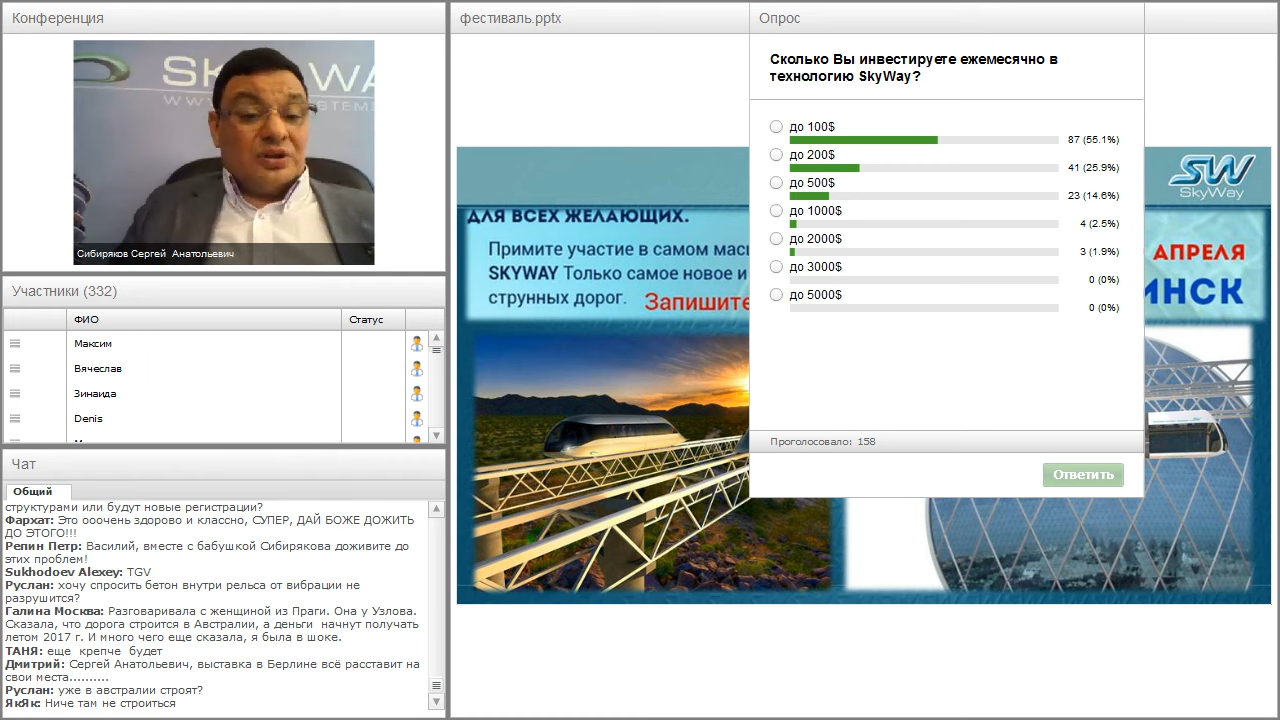 Конференция
SKYWA
WWW
SYSTEMS
Сибиряков Сергей Анатольевич
Участники (332)
ФИО
Статус
Максим
Вячеслав
Зинаида
Denis
Чат
Общий
структурами или будут новые регистрации?
Фархат: Это ооочень здорово и классно, СУПЕР, ДАЙ БОЖЕ ДОЖИТЬ
ДО ЭТОГО!!!
Репин Петр: Василий, вместе с бабушкой Сибирякова доживите до
этих проблем!
Sukhodoev Alexey: TGV
Руслан: хочу спросить бетон внутри рельса от вибрации не
разрушится?
Галина Москва: Разговаривала с женщиной из Праги. Она у Узлова.
Сказала, что дорога строится в Австралии, а деньги начнут получать
летом 2017 г. И много чего еще сказала, я была в шоке.
ТАНЯ: еще крепче будет
Дмитрий: Сергей Анатольевич, выставка в Берлине всё расставит на
свои места..........
Руслан: уже в австралии строят?
ЯкЯк: Ниче там не строиться
фестиваль.pptx
SW
SkyWay
ДЛЯ ВСЕХ ЖЕЛАЮЩИХ.
Примите участие в самом мас
SKYWAY Только самое новое и
струнных дорог. Запишите
АПРЕЛЯ
ИНСК
Опрос
Сколько Вы инвестируете ежемесячно в
технологию SkyWay?
до 100$
87 (55.1%)
до 200$
41 (25.9%)
до 500$
23 (14.6%)
до 1000$
4 (2.5%)
до 2000$
3 (1.9%)
до 3000$
0 (0%)
до 5000$
0 (0%)
Проголосовало: 158
Ответить